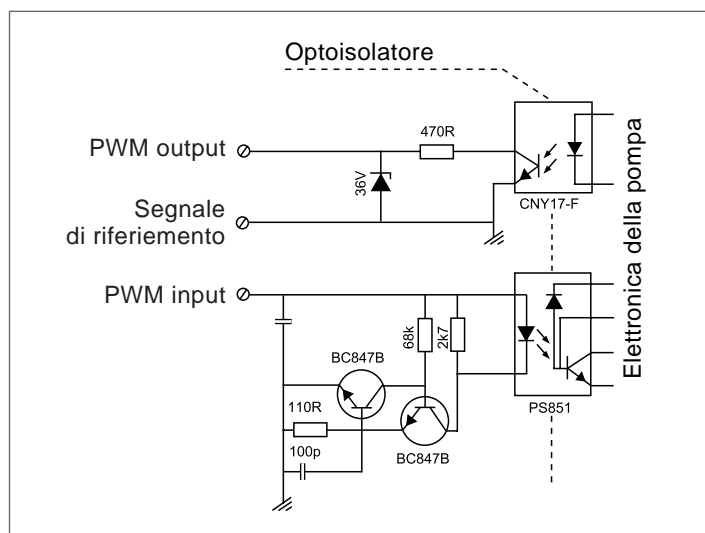 Optoisolatore
470R
PWM output
36V
Segnale
di riferiemento
CNY17-F
Elettronica della pompa
PWM input
68k
2k7
BC847B
110R
PS851
100p
BC847B